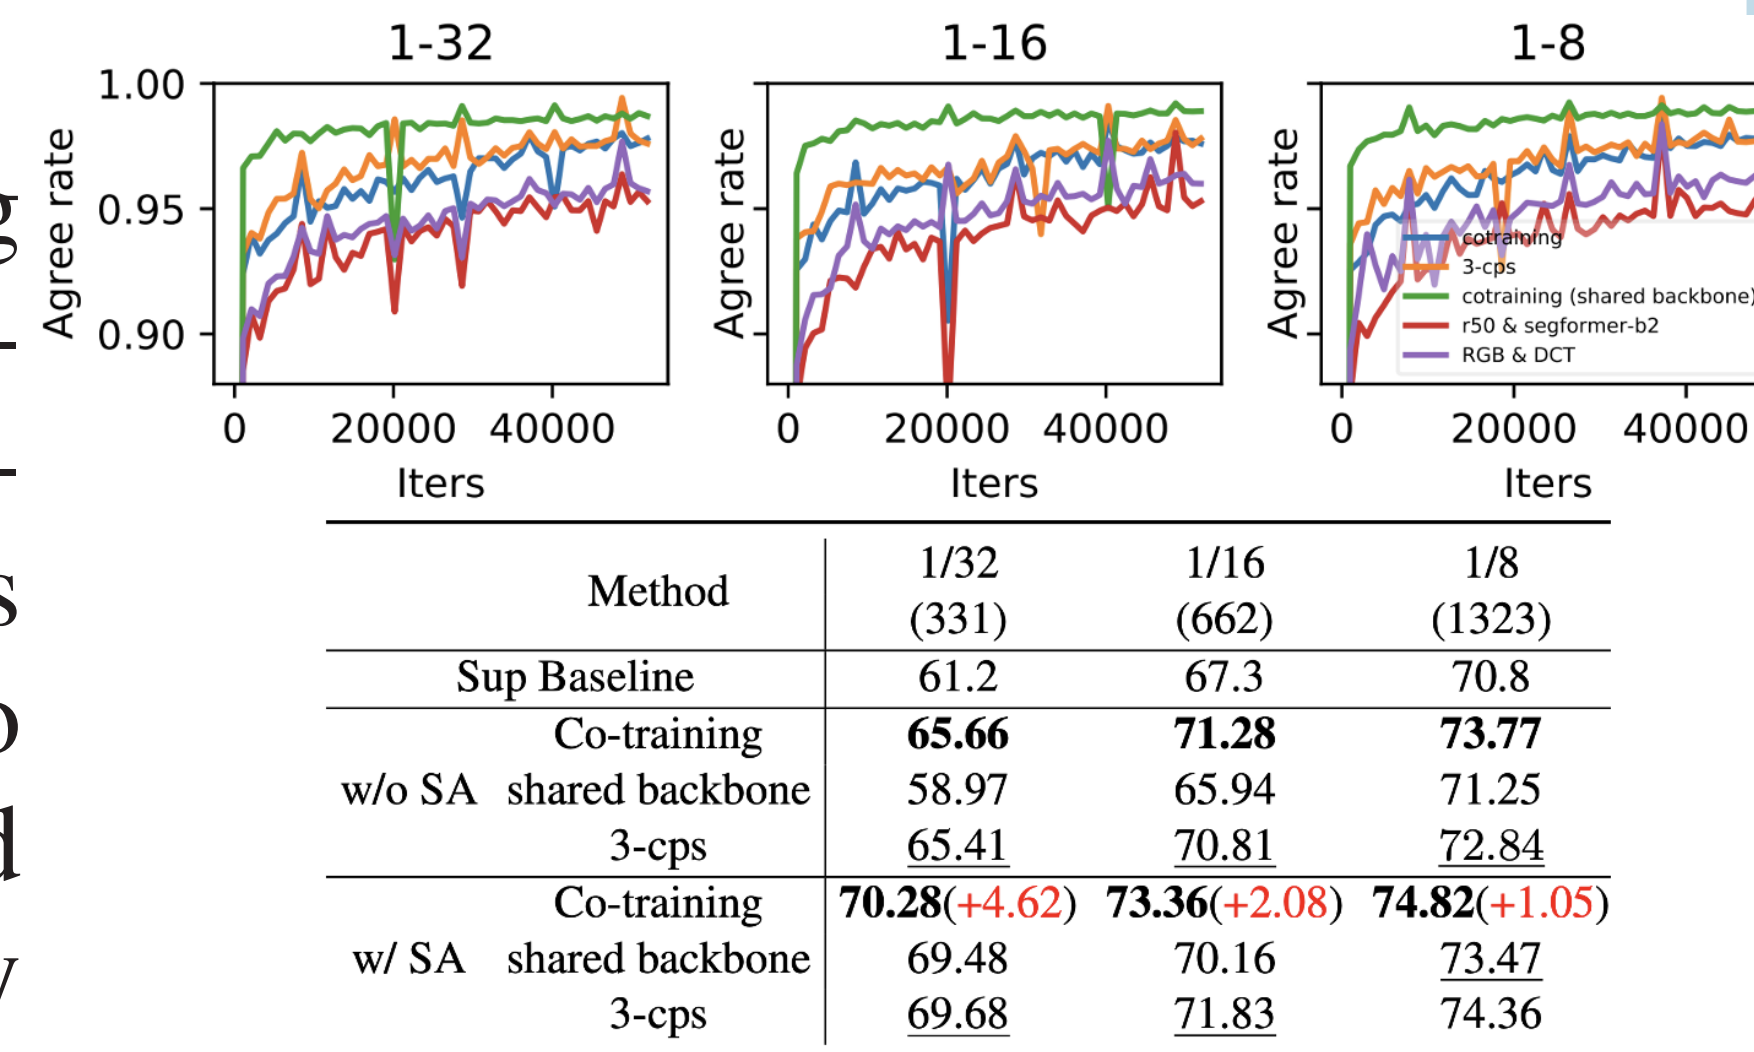 1-32 1-16 1-8
1.00
0.95
0.90
Agree rate
Agree rate
Agree rate
cotraining
3-cps
cotraining (shared backbone)
r50 & segformer-b2
RGB & DCT
0 20000 40000 0 20000 40000 0 20000 40000
Iters Iters Iters
Method 1/32 1/16 1/8
(331) (662) (1323)
Sup Baseline 61.2 67.3 70.8
Co-training 65.66 71.28 73.77
w/o SA shared backbone 58.97 65.94 71.25
3-cps 65.41 70.81 72.84
Co-training 70.28(+4.62) 73.36(+2.08) 74.82(+1.05)
w/ SA shared backbone 69.48 70.16 73.47
3-cps 69.68 71.83 74.36